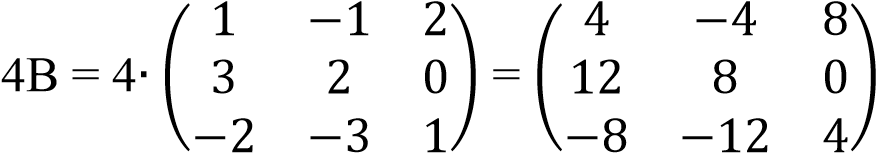 4B = 4· ( 1 −1 2 3 2 0 −2 −3 1 ) = ( 4 −4 8 12 8 0 −8 −12 4 )